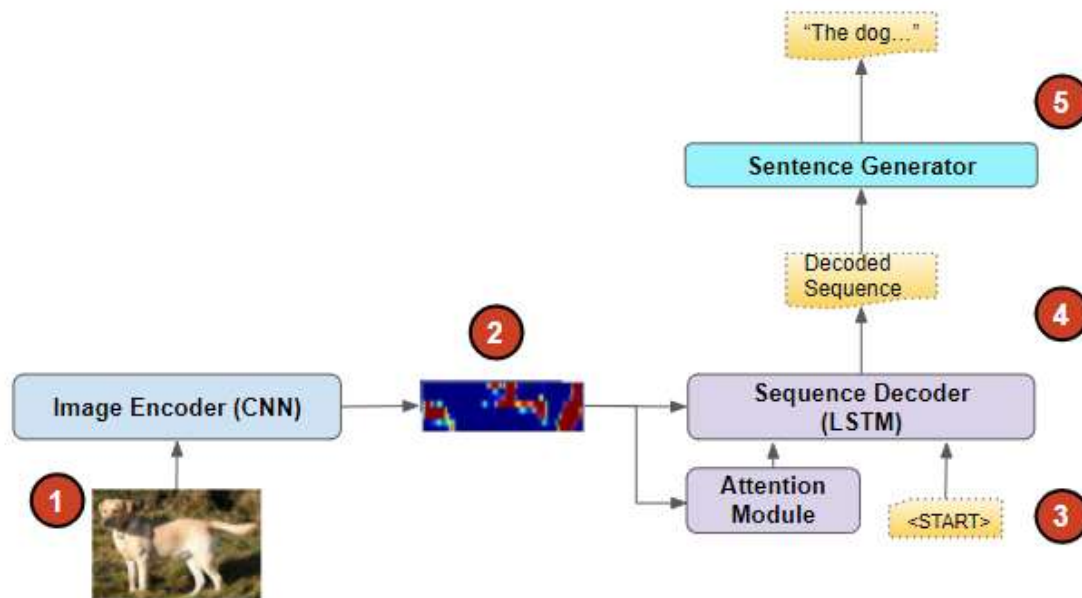 “The dog…”
5
Sentence Generator
Decoded
Sequence
4
2
Image Encoder (CNN)
Sequence Decoder
(LSTM)
1
Attention
Module
<START>
3